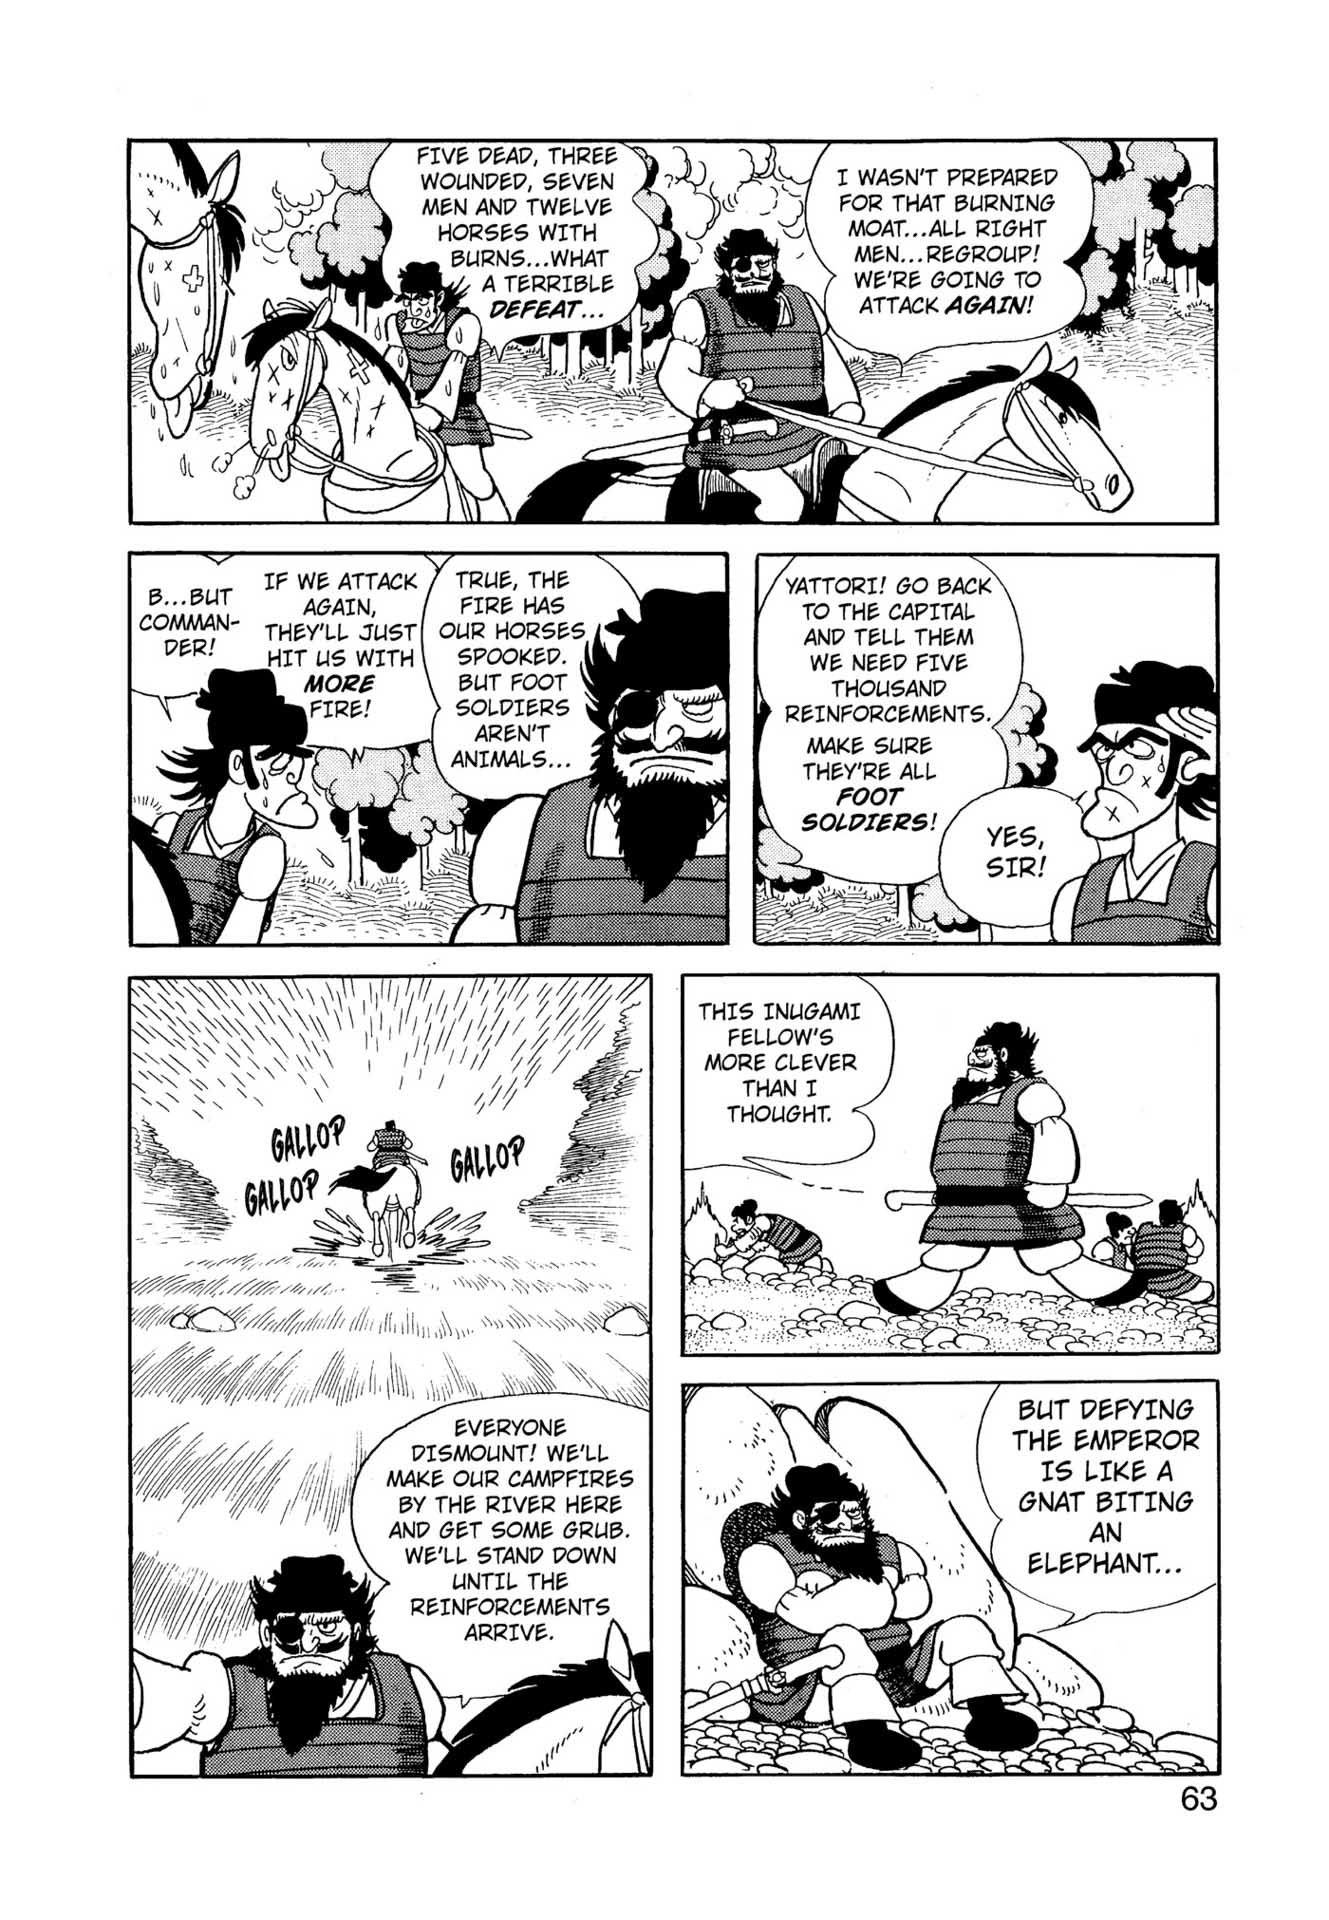 FIVE DEAD, THREE
WOUNDED, SEVEN
MEN AND TWELVE
HORSES WITH
BURNS...WHAT
A TERRIBLE
DEFEAT...
I WASN'T PREPARED
FOR THAT BURNING
MOAT...ALL RIGHT
MEN...REGROUP!
WE'RE GOING TO
ATTACK AGAIN!
B...BUT
COMMAN-
DER!
IF WE ATTACK
AGAIN,
THEY'LL JUST
HIT US WITH
MORE
FIRE!
TRUE, THE
FIRE HAS
OUR HORSES
SPOOKED.
BUT FOOT
SOLDIERS
AREN'T
ANIMALS...
YATTORI! GO BACK
TO THE CAPITAL
AND TELL THEM
WE NEED FIVE
THOUSAND
REINFORCEMENTS.
MAKE SURE
THEY'RE ALL
FOOT
SOLDIERS!
YES,
SIR!
GALLOP
GALLOP
GALLOP
EVERYONE
DISMOUNT! WE'LL
MAKE OUR CAMPFIRES
BY THE RIVER HERE
AND GET SOME GRUB.
WE'LL STAND DOWN
UNTIL THE
REINFORCEMENTS
ARRIVE.
THIS INUGAMI
FELLOW'S
MORE CLEVER
THAN I
THOUGHT.
BUT DEFYING
THE EMPEROR
IS LIKE A
GNAT BITING
AN
ELEPHANT...
63